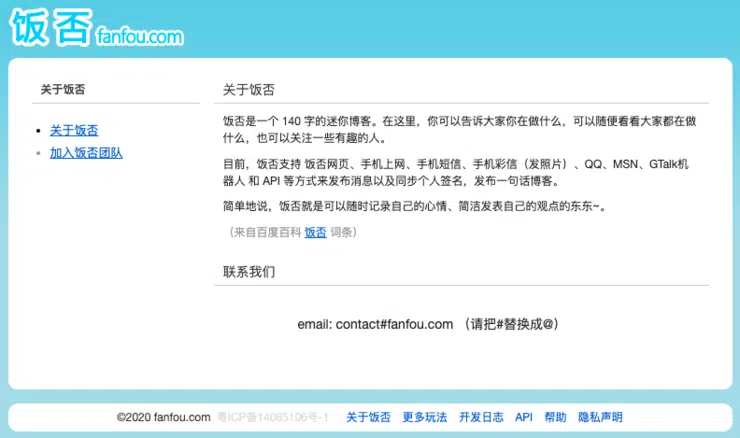 饭否 fanfou.com
关于饭否
关于饭否
加入饭否团队
关于饭否
饭否是一个 140 字的迷你博客。在这里，你可以告诉大家你在做什么，可以随便看看大家都在做
什么，也可以关注一些有趣的人。
目前，饭否支持 饭否网页、手机上网、手机短信、手机彩信（发照片）、QQ、MSN、GTalk机
器人 和 API 等方式来发布消息以及同步个人签名，发布一句话博客。
简单地说，饭否就是可以随时记录自己的心情、简洁发表自己的观点的东东~。
（来自百度百科 饭否 词条）
联系我们
email: contact#fanfou.com （请把#替换成@）
©2020 fanfou.com 粤ICP备14065106号-1 关于饭否 更多玩法 开发日志 API 帮助 隐私声明